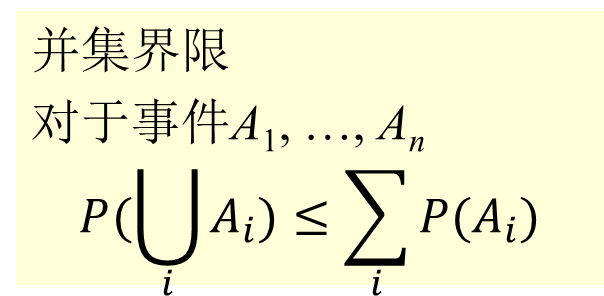 并集界限
对于事件A₁, …, Aₙ
P(⋃ᵢ Aᵢ) ≤ ∑ᵢ P(Aᵢ)